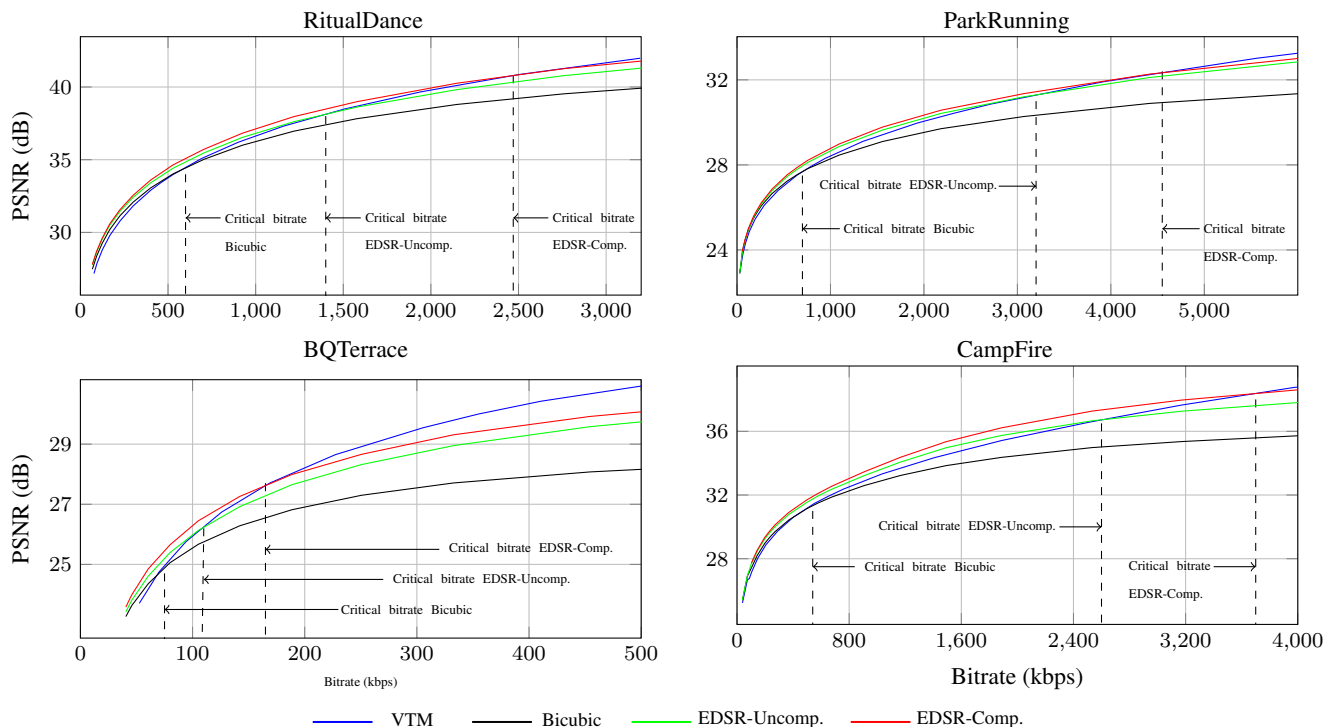 RitualDance
ParkRunning
PSNR (dB)
40
35
30
Critical bitrate
Bicubic
Critical bitrate
EDSR-Uncomp.
Critical bitrate
EDSR-Comp.
0 500 1,000 1,500 2,000 2,500 3,000
32
28
24
Critical bitrate EDSR-Uncomp.
Critical bitrate Bicubic
Critical bitrate
EDSR-Comp.
0 1,000 2,000 3,000 4,000 5,000
BQTerrace
CampFire
PSNR (dB)
29
27
25
Critical bitrate EDSR-Comp.
Critical bitrate EDSR-Uncomp.
Critical bitrate Bicubic
0 100 200 300 400 500
Bitrate (kbps)
36
32
28
Critical bitrate EDSR-Uncomp.
Critical bitrate Bicubic
Critical bitrate
EDSR-Comp.
0 800 1,600 2,400 3,200 4,000
Bitrate (kbps)
VTM Bicubic EDSR-Uncomp. EDSR-Comp.